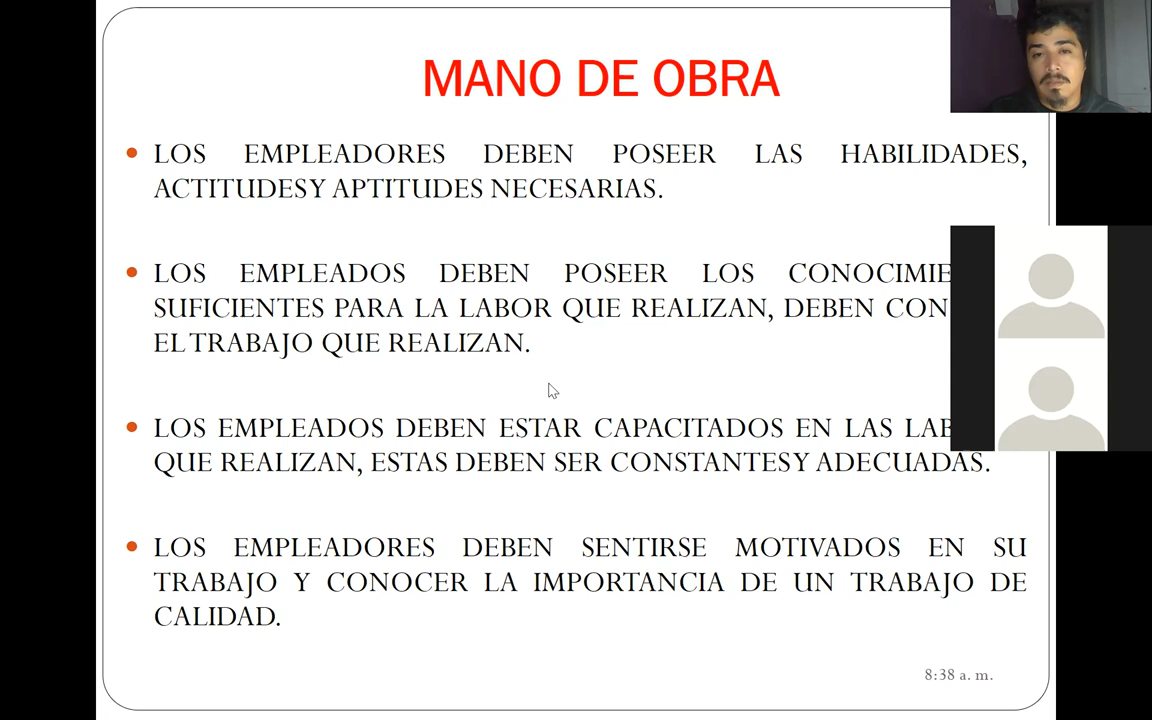 MANO DE OBRA
• LOS EMPLEADORES DEBEN POSEER LAS HABILIDADES,
ACTITUDES Y APTITUDES NECESARIAS.
• LOS EMPLEADOS DEBEN POSEER LOS
SUFICIENTES PARA LA LABOR QUE REALIZAN, DEBEN
EL TRABAJO QUE REALIZAN.
• LOS EMPLEADOS DEBEN ESTAR CAPACITADOS EN LAS
QUE REALIZAN, ESTAS DEBEN SER CONSTANTES Y ADECUADAS.
• LOS EMPLEADORES DEBEN SENTIRSE MOTIVADOS EN SU
TRABAJO Y CONOCER LA IMPORTANCIA DE UN TRABAJO DE
CALIDAD.
8:38 a. m.